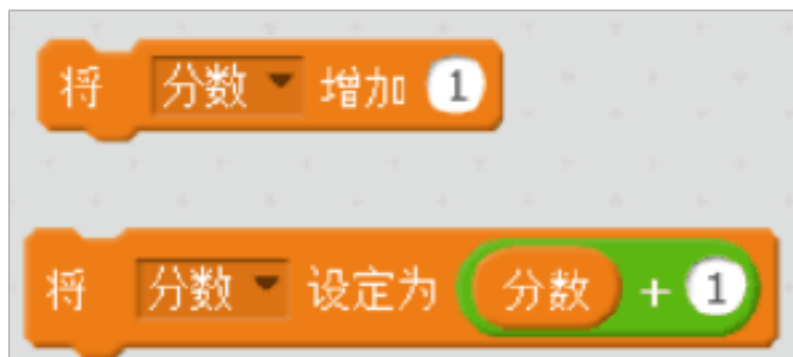 将 分数 增加 1
将 分数 设定为 分数 + 1